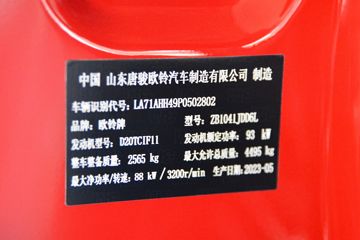 中国 山东唐骏欧铃汽车制造有限公司 制造
车辆识别代号: LA71AHH49P0502802
品牌: 欧铃牌 型号: ZB1041JDD6L
发动机型号: D20TCIF11 发动机额定功率: 93 kW
整车整备质量: 2565 kg 最大允许总质量: 4495 kg
最大净功率/转速: 88 kW / 3200r/min 生产日期: 2023-05